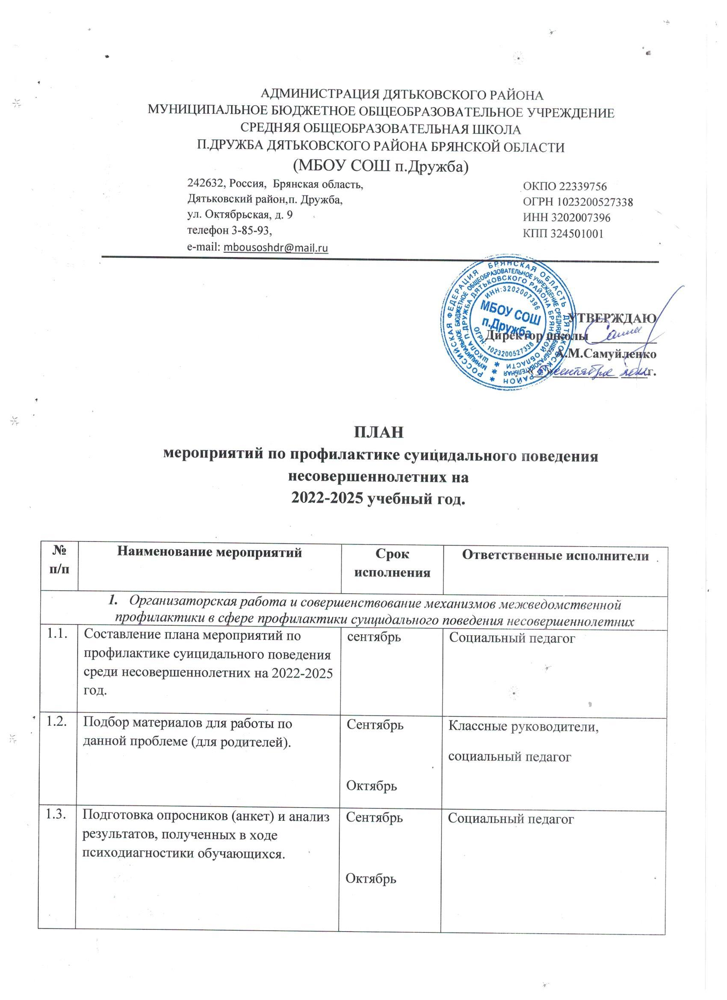 АДМИНИСТРАЦИЯ ДЯТЬКОВСКОГО РАЙОНА
МУНИЦИПАЛЬНОЕ БЮДЖЕТНОЕ ОБЩЕОБРАЗОВАТЕЛЬНОЕ УЧРЕЖДЕНИЕ
СРЕДНЯЯ ОБЩЕОБРАЗОВАТЕЛЬНАЯ ШКОЛА
П.ДРУЖБА ДЯТЬКОВСКОГО РАЙОНА БРЯНСКОЙ ОБЛАСТИ
(МБОУ СОШ п.Дружба)
242632, Россия, Брянская область,
Дятьковский район,п. Дружба,
ул. Октябрьская, д. 9
телефон 3-85-93,
e-mail: mbousoshdr@mail.ru
ОКПО 22339756
ОГРН 1023200527338
ИНН 3202007396
КПП 324501001
РОССИЙСКАЯ ФЕДЕРАЦИЯ БРЯНСКАЯ ОБЛАСТЬ ДЯТЬКОВСКИЙ РАЙОН
МУНИЦИПАЛЬНОЕ БЮДЖЕТНОЕ ОБЩЕОБРАЗОВАТЕЛЬНОЕ УЧРЕЖДЕНИЕ СРЕДНЯЯ ОБЩЕОБРАЗОВАТЕЛЬНАЯ
ШКОЛА П.ДРУЖБА ДЯТЬКОВСКОГО РАЙОНА БРЯНСКОЙ ОБЛАСТИ
ИНН:3202007396
МБОУ СОШ
п.Дружба
ОГРН: 1023200527338
УТВЕРЖДАЮ
Директор школы
А.М.Самуйленко
« » сентября 2022 г.
ПЛАН
мероприятий по профилактике суицидального поведения
несовершеннолетних на
2022-2025 учебный год.
№
п/п
Наименование мероприятий
Срок
исполнения
Ответственные исполнители
1. Организаторская работа и совершенствование механизмов межведомственной
профилактики в сфере профилактики суицидального поведения несовершеннолетних
1.1.
Составление плана мероприятий по
профилактике суицидального поведения
среди несовершеннолетних на 2022-2025
год.
сентябрь
Социальный педагог
1.2.
Подбор материалов для работы по
данной проблеме (для родителей).
Сентябрь
Октябрь
Классные руководители,
социальный педагог
1.3.
Подготовка опросников (анкет) и анализ
результатов, полученных в ходе
психодиагностики обучающихся.
Сентябрь
Октябрь
Социальный педагог